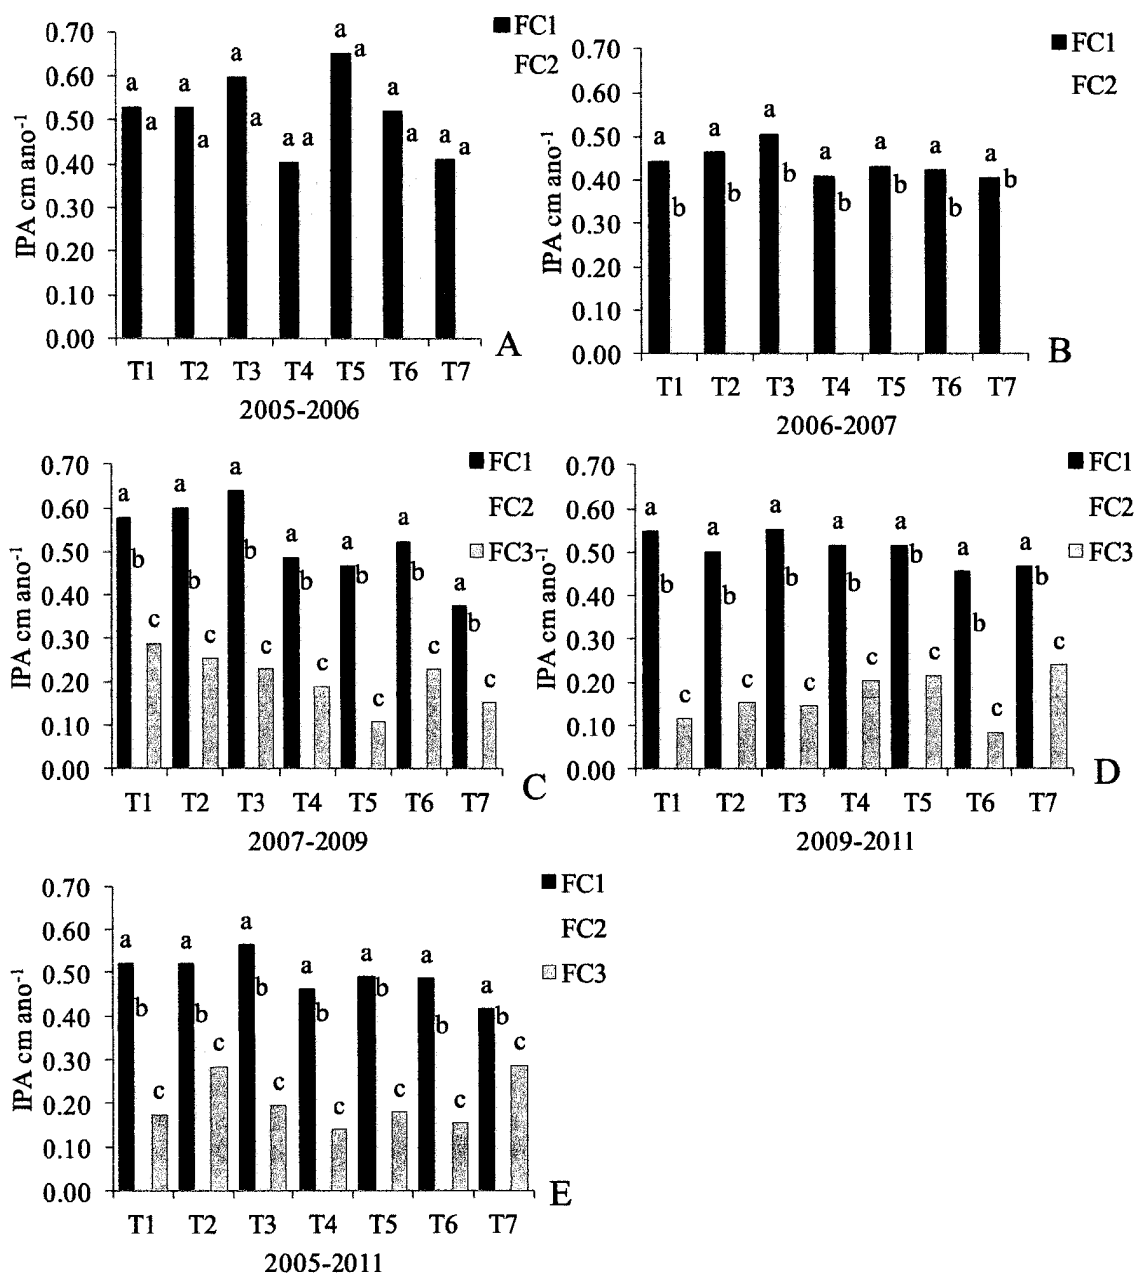 0.70
0.60
0.50
0.40
0.30
0.20
0.10
0.00
IPA cm ano-1
a a a a a a a a a a a a a a
FC1
FC2
T1 T2 T3 T4 T5 T6 T7
2005-2006
A
0.70
0.60
0.50
0.40
0.30
0.20
0.10
0.00
IPA cm ano-1
a b a b a b a b a b a b a b
FC1
FC2
T1 T2 T3 T4 T5 T6 T7
2006-2007
B
0.70
0.60
0.50
0.40
0.30
0.20
0.10
0.00
IPA cm ano-1
a b c a b c a b c a b c a b c a b c a b c
FC1
FC2
FC3
T1 T2 T3 T4 T5 T6 T7
2007-2009
C
0.70
0.60
0.50
0.40
0.30
0.20
0.10
0.00
IPA cm ano-1
a b c a b c a b c a b c a b c a b c a b c
FC1
FC2
FC3
T1 T2 T3 T4 T5 T6 T7
2009-2011
D
0.70
0.60
0.50
0.40
0.30
0.20
0.10
0.00
IPA cm ano-1
a b c a b c a b c a b c a b c a b c a b c
FC1
FC2
FC3
T1 T2 T3 T4 T5 T6 T7
2005-2011
E